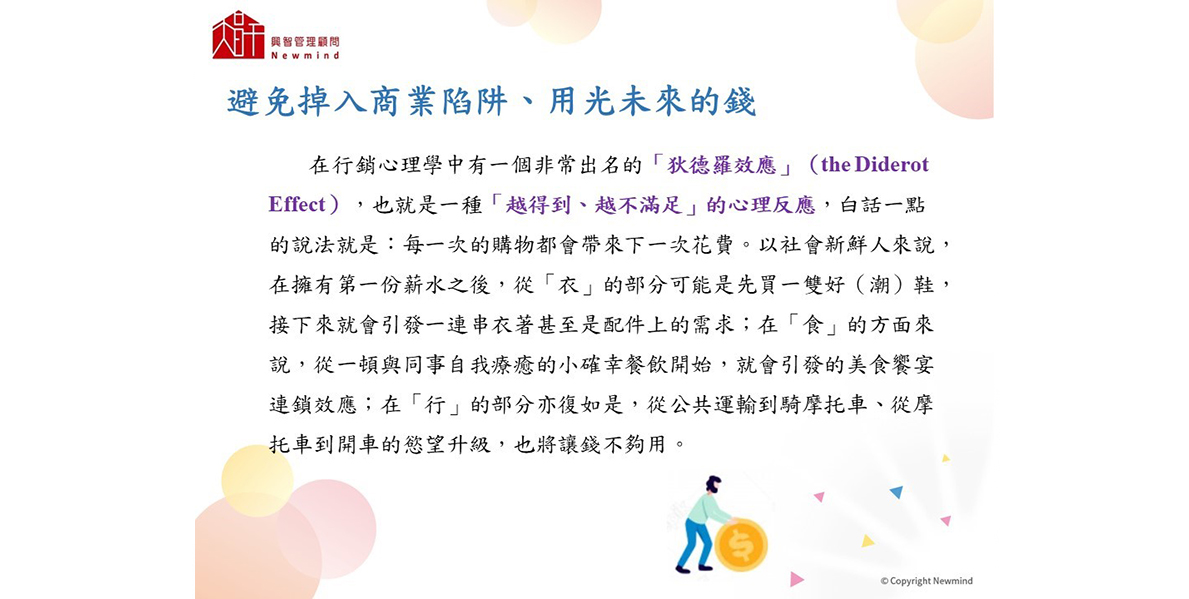 興智管理顧問
Newmind
避免掉入商業陷阱、用光未來的錢
在行銷心理學中有一個非常出名的「狄德羅效應」（the Diderot
Effect），也就是一種「越得到、越不滿足」的心理反應，白話一點
的說法就是：每一次的購物都會帶來下一次花費。以社會新鮮人來說，
在擁有第一份薪水之後，從「衣」的部分可能是先買一雙好（潮）鞋，
接下來就會引發一連串衣著甚至是配件上的需求；在「食」的方面來
說，從一頓與同事自我療癒的小確幸餐飲開始，就會引發的美食饗宴
連鎖效應；在「行」的部分亦復如是，從公共運輸到騎摩托車、從摩
托車到開車的慾望升級，也將讓錢不夠用。
$
© Copyright Newmind